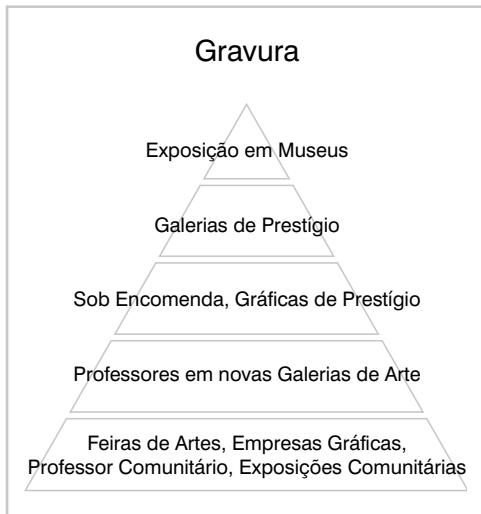 Gravura
Exposição em Museus
Galerias de Prestígio
Sob Encomenda, Gráficas de Prestígio
Professores em novas Galerias de Arte
Feiras de Artes, Empresas Gráficas,
Professor Comunitário, Exposições Comunitárias